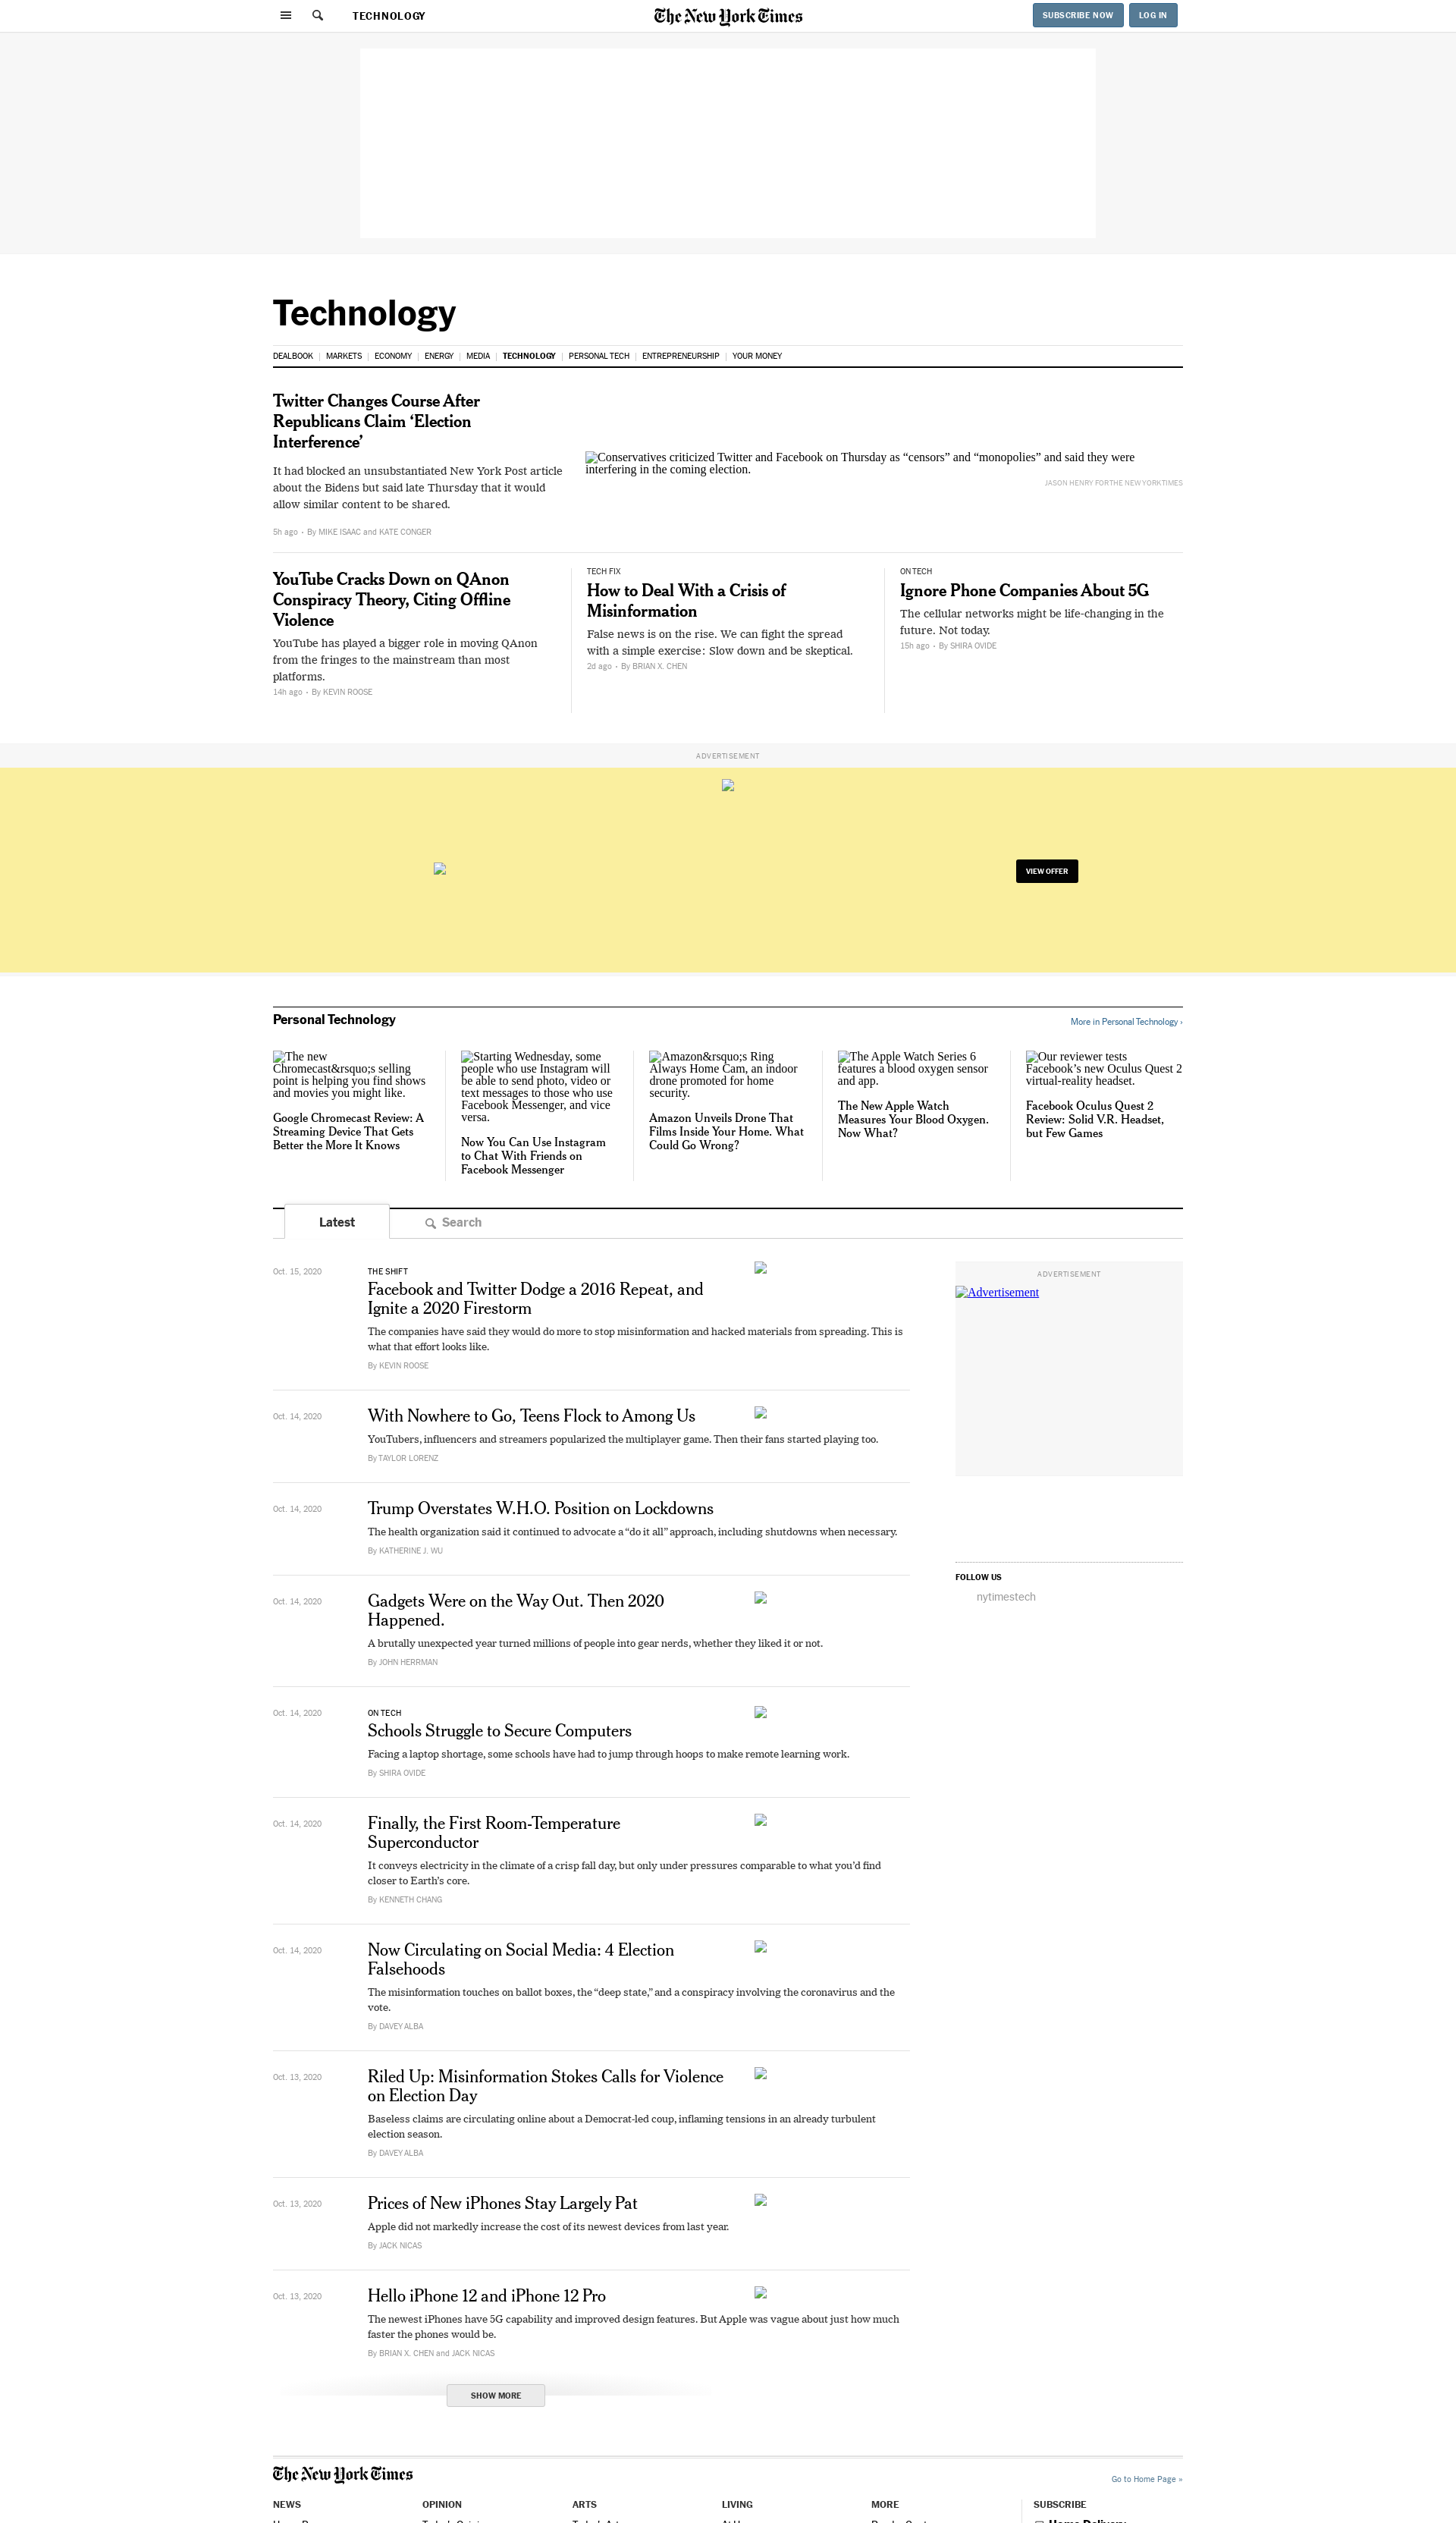 TECHNOLOGY
The New York Times
SUBSCRIBE NOW
LOG IN
Technology
DEALBOOK
MARKETS
ECONOMY
ENERGY
MEDIA
TECHNOLOGY
PERSONAL TECH
ENTREPRENEURSHIP
YOUR MONEY
Twitter Changes Course After
Republicans Claim ‘Election
Interference’
It had blocked an unsubstantiated New York Post article
about the Bidens but said late Thursday that it would
allow similar content to be shared.
5h ago • By MIKE ISAAC and KATE CONGER
Conservatives criticized Twitter and Facebook on Thursday as “censors” and “monopolies” and said they were
interfering in the coming election.
JASON HENRY FOR THE NEW YORK TIMES
YouTube Cracks Down on QAnon
Conspiracy Theory, Citing Offline
Violence
YouTube has played a bigger role in moving QAnon
from the fringes to the mainstream than most
platforms.
14h ago • By KEVIN ROOSE
TECH FIX
How to Deal With a Crisis of
Misinformation
False news is on the rise. We can fight the spread
with a simple exercise: Slow down and be skeptical.
2d ago • By BRIAN X. CHEN
ON TECH
Ignore Phone Companies About 5G
The cellular networks might be life-changing in the
future. Not today.
15h ago • By SHIRA OVIDE
ADVERTISEMENT
VIEW OFFER
Personal Technology
More in Personal Technology ›
The new
Chromecast&rsquo;s selling
point is helping you find shows
and movies you might like.
Google Chromecast Review: A
Streaming Device That Gets
Better the More It Knows
Starting Wednesday, some
people who use Instagram will
be able to send photo, video or
text messages to those who use
Facebook Messenger, and vice
versa.
Now You Can Use Instagram
to Chat With Friends on
Facebook Messenger
Amazon&rsquo;s Ring
Always Home Cam, an indoor
drone promoted for home
security.
Amazon Unveils Drone That
Films Inside Your Home. What
Could Go Wrong?
The Apple Watch Series 6
features a blood oxygen sensor
and app.
The New Apple Watch
Measures Your Blood Oxygen.
Now What?
Our reviewer tests
Facebook’s new Oculus Quest 2
virtual-reality headset.
Facebook Oculus Quest 2
Review: Solid V.R. Headset,
but Few Games
Latest
Search
Oct. 15, 2020
THE SHIFT
Facebook and Twitter Dodge a 2016 Repeat, and
Ignite a 2020 Firestorm
The companies have said they would do more to stop misinformation and hacked materials from spreading. This is
what that effort looks like.
By KEVIN ROOSE
Oct. 14, 2020
With Nowhere to Go, Teens Flock to Among Us
YouTubers, influencers and streamers popularized the multiplayer game. Then their fans started playing too.
By TAYLOR LORENZ
Oct. 14, 2020
Trump Overstates W.H.O. Position on Lockdowns
The health organization said it continued to advocate a “do it all” approach, including shutdowns when necessary.
By KATHERINE J. WU
Oct. 14, 2020
Gadgets Were on the Way Out. Then 2020
Happened.
A brutally unexpected year turned millions of people into gear nerds, whether they liked it or not.
By JOHN HERRMAN
Oct. 14, 2020
ON TECH
Schools Struggle to Secure Computers
Facing a laptop shortage, some schools have had to jump through hoops to make remote learning work.
By SHIRA OVIDE
Oct. 14, 2020
Finally, the First Room-Temperature
Superconductor
It conveys electricity in the climate of a crisp fall day, but only under pressures comparable to what you’d find
closer to Earth’s core.
By KENNETH CHANG
Oct. 14, 2020
Now Circulating on Social Media: 4 Election
Falsehoods
The misinformation touches on ballot boxes, the “deep state,” and a conspiracy involving the coronavirus and the
vote.
By DAVEY ALBA
Oct. 13, 2020
Riled Up: Misinformation Stokes Calls for Violence
on Election Day
Baseless claims are circulating online about a Democrat-led coup, inflaming tensions in an already turbulent
election season.
By DAVEY ALBA
Oct. 13, 2020
Prices of New iPhones Stay Largely Pat
Apple did not markedly increase the cost of its newest devices from last year.
By JACK NICAS
Oct. 13, 2020
Hello iPhone 12 and iPhone 12 Pro
The newest iPhones have 5G capability and improved design features. But Apple was vague about just how much
faster the phones would be.
By BRIAN X. CHEN and JACK NICAS
SHOW MORE
ADVERTISEMENT
Advertisement
FOLLOW US
nytimestech
The New York Times
Go to Home Page »
NEWS
OPINION
ARTS
LIVING
MORE
SUBSCRIBE